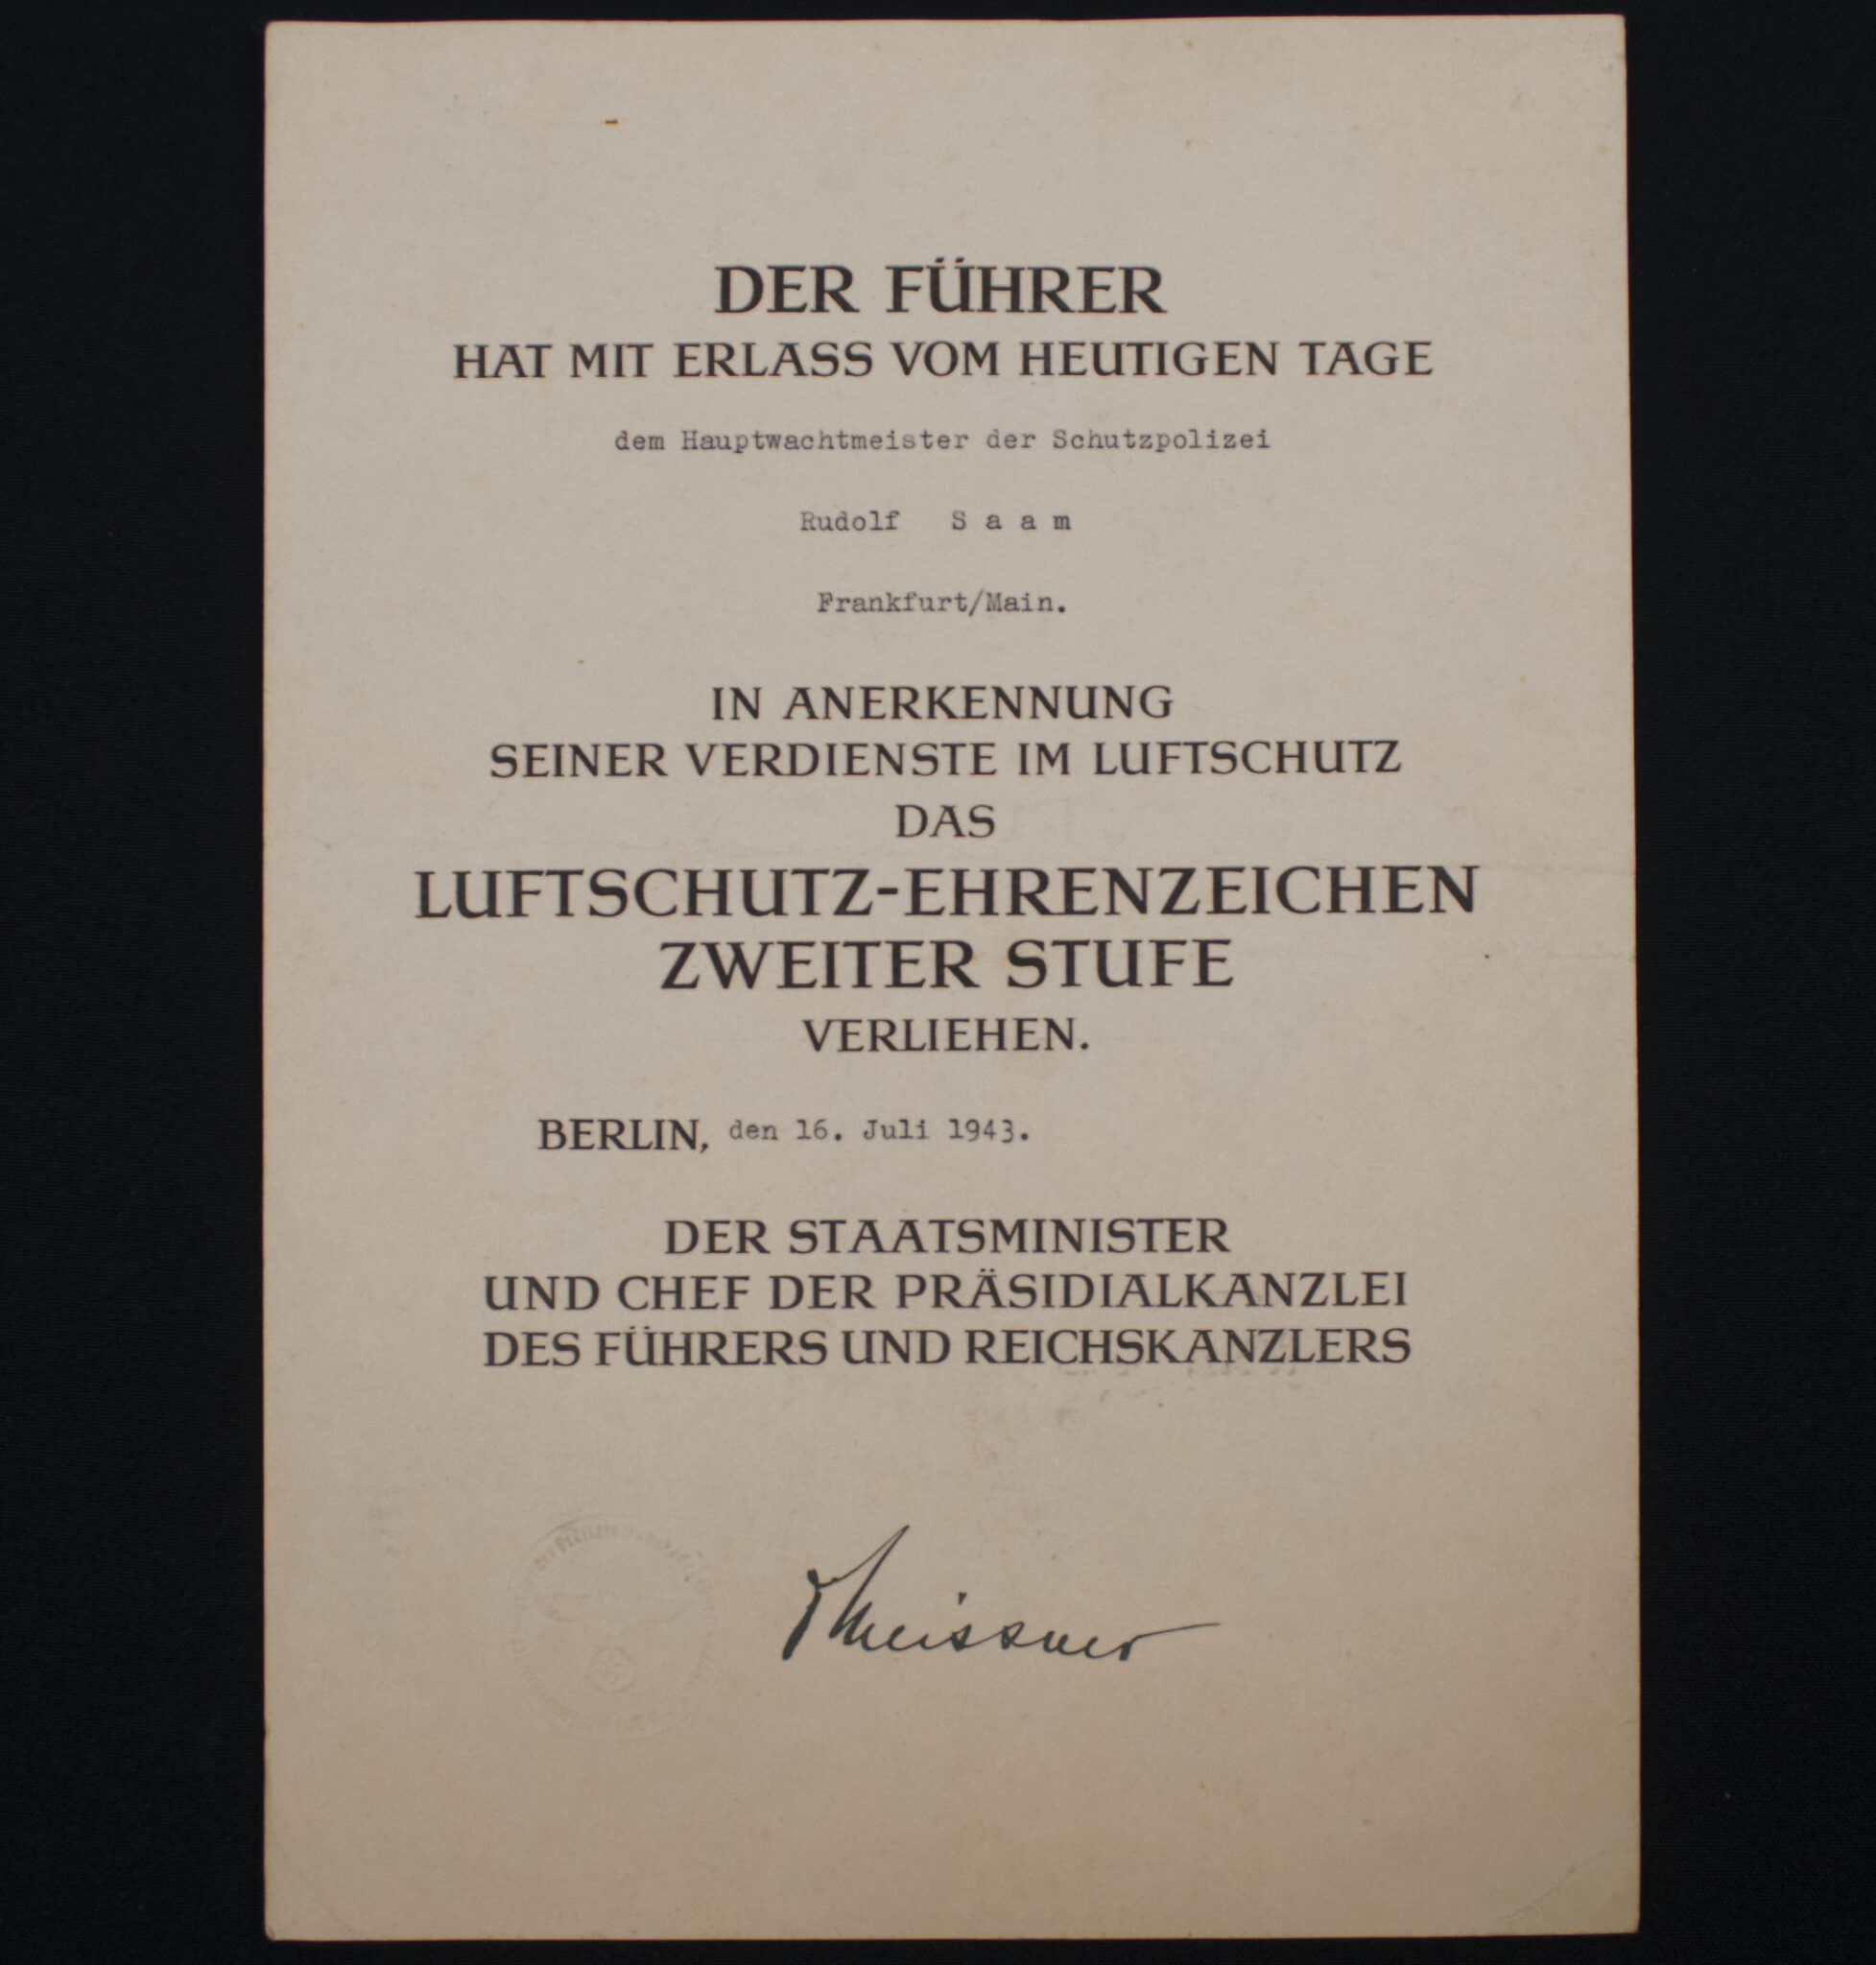 DER FÜHRER
HAT MIT ERLASS VOM HEUTIGEN TAGE
dem Hauptwachtmeister der Schutzpolizei
Rudolf S a a m
Frankfurt/Main.
IN ANERKENNUNG
SEINER VERDIENSTE IM LUFTSCHUTZ
DAS
LUFTSCHUTZ-EHRENZEICHEN
ZWEITER STUFE
VERLIEHEN.
BERLIN, den 16. Juli 1943.
DER STAATSMINISTER
UND CHEF DER PRÄSIDIALKANZLEI
DES FÜHRERS UND REICHSKANZLERS
Meissner